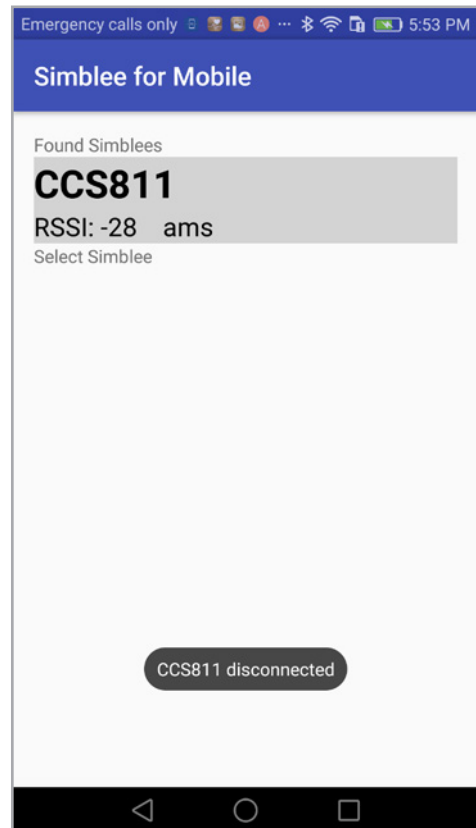 Emergency calls only ... 5:53 PM
Simblee for Mobile
Found Simblees
CCS811
RSSI: -28 ams
Select Simblee
CCS811 disconnected